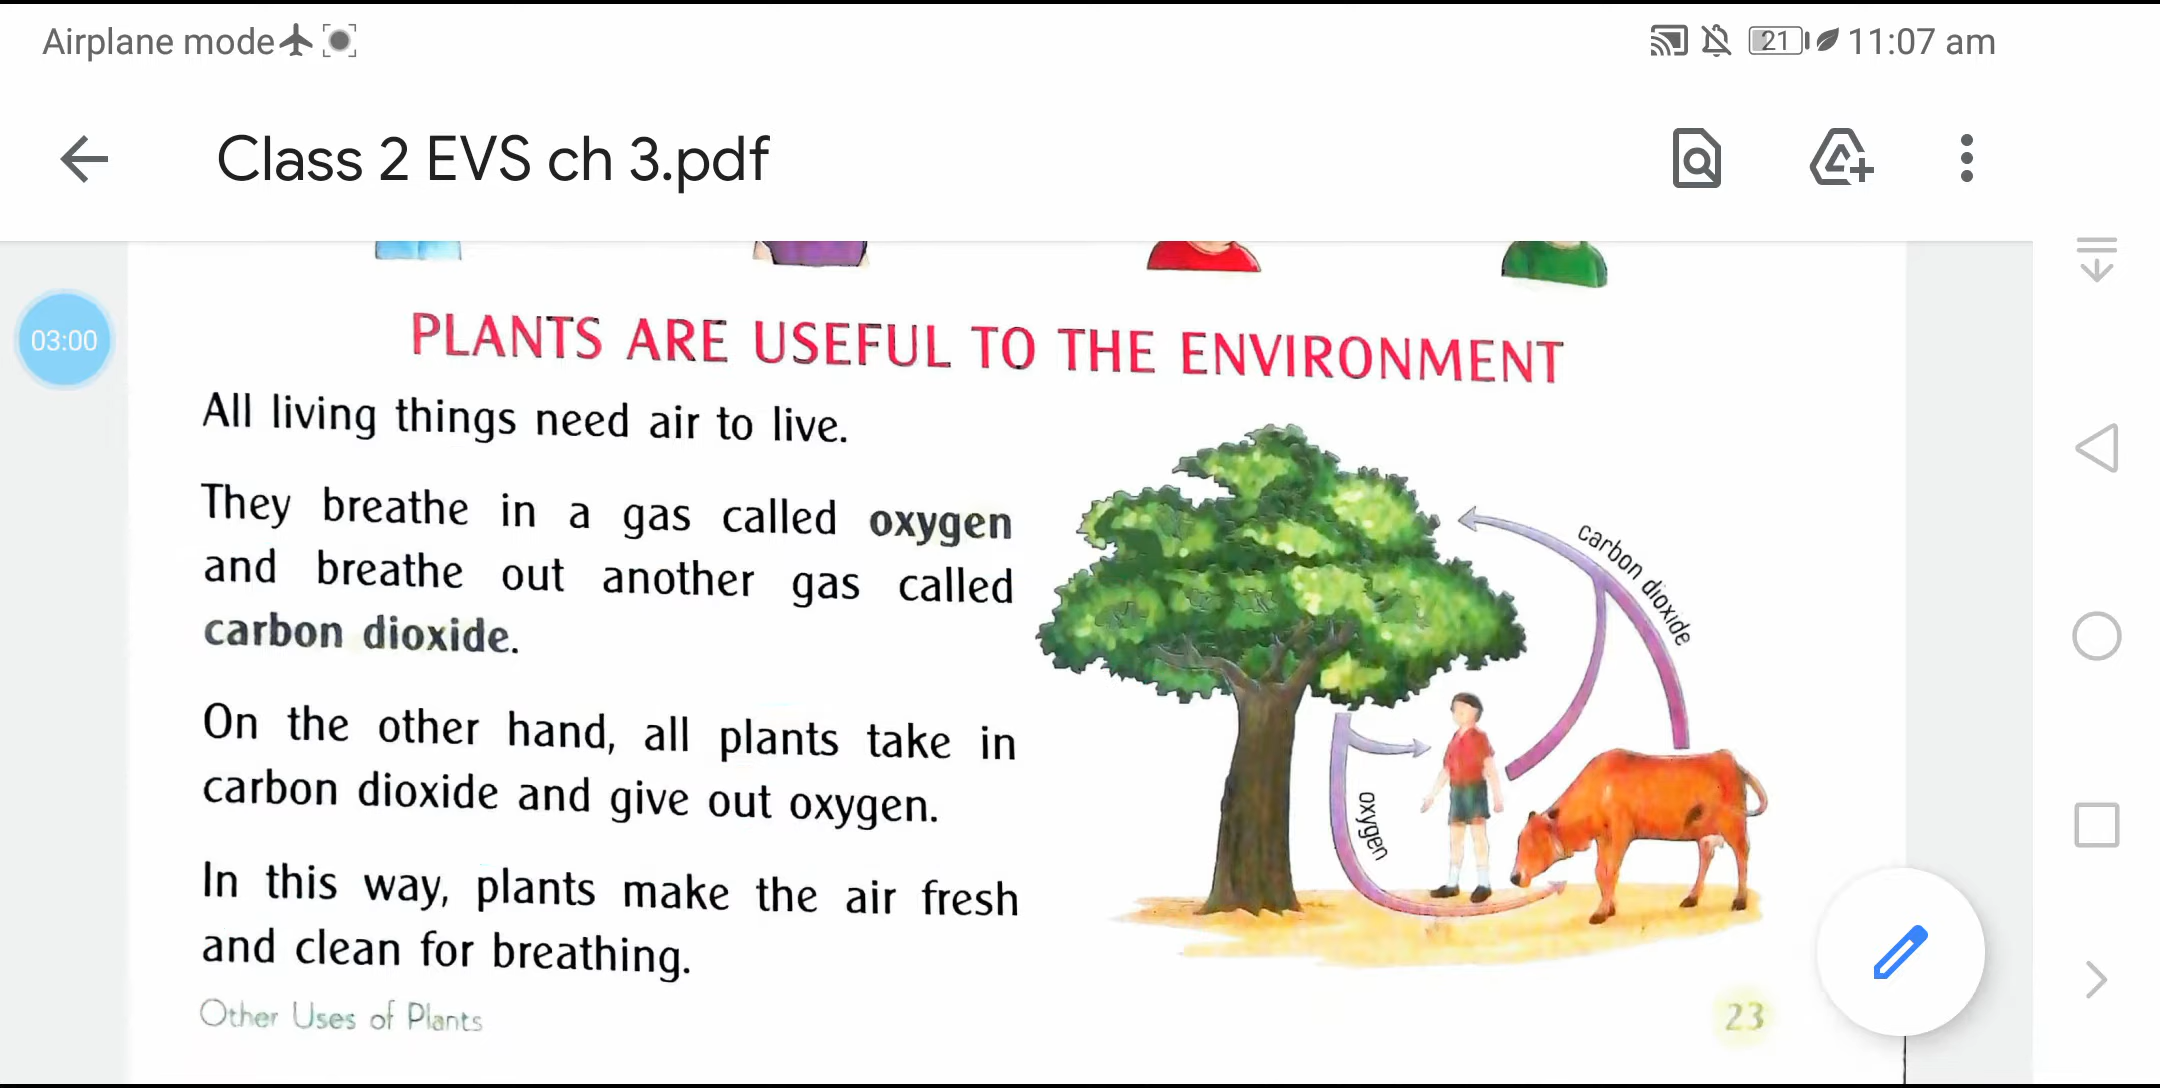 Airplane mode
21 11:07 am
Class 2 EVS ch 3.pdf
03:00
PLANTS ARE USEFUL TO THE ENVIRONMENT
All living things need air to live.
They breathe in a gas called oxygen
and breathe out another gas called
carbon dioxide.
On the other hand, all plants take in
carbon dioxide and give out oxygen.
In this way, plants make the air fresh
and clean for breathing.
carbon dioxide
oxygen
Other Uses of Plants
23